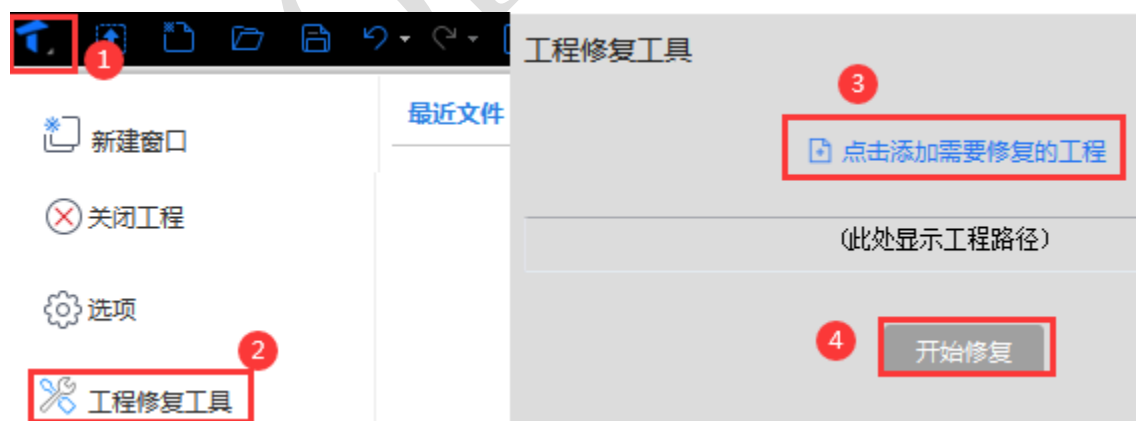 1
新建窗口
关闭工程
选项
2
工程修复工具
最近文件
工程修复工具
3
点击添加需要修复的工程
（此处显示工程路径）
4
开始修复